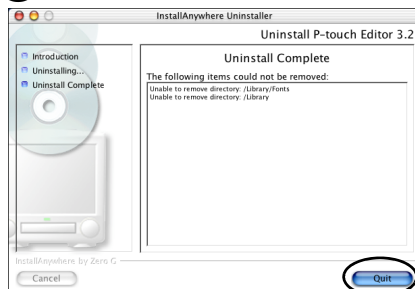 InstallAnywhere Uninstaller
Uninstall P-touch Editor 3.2
Introduction
Uninstalling...
Uninstall Complete
Uninstall Complete
The following items could not be removed:
Unable to remove directory: /Library/Fonts
Unable to remove directory: /Library
InstallAnywhere by Zero G
Cancel
Quit